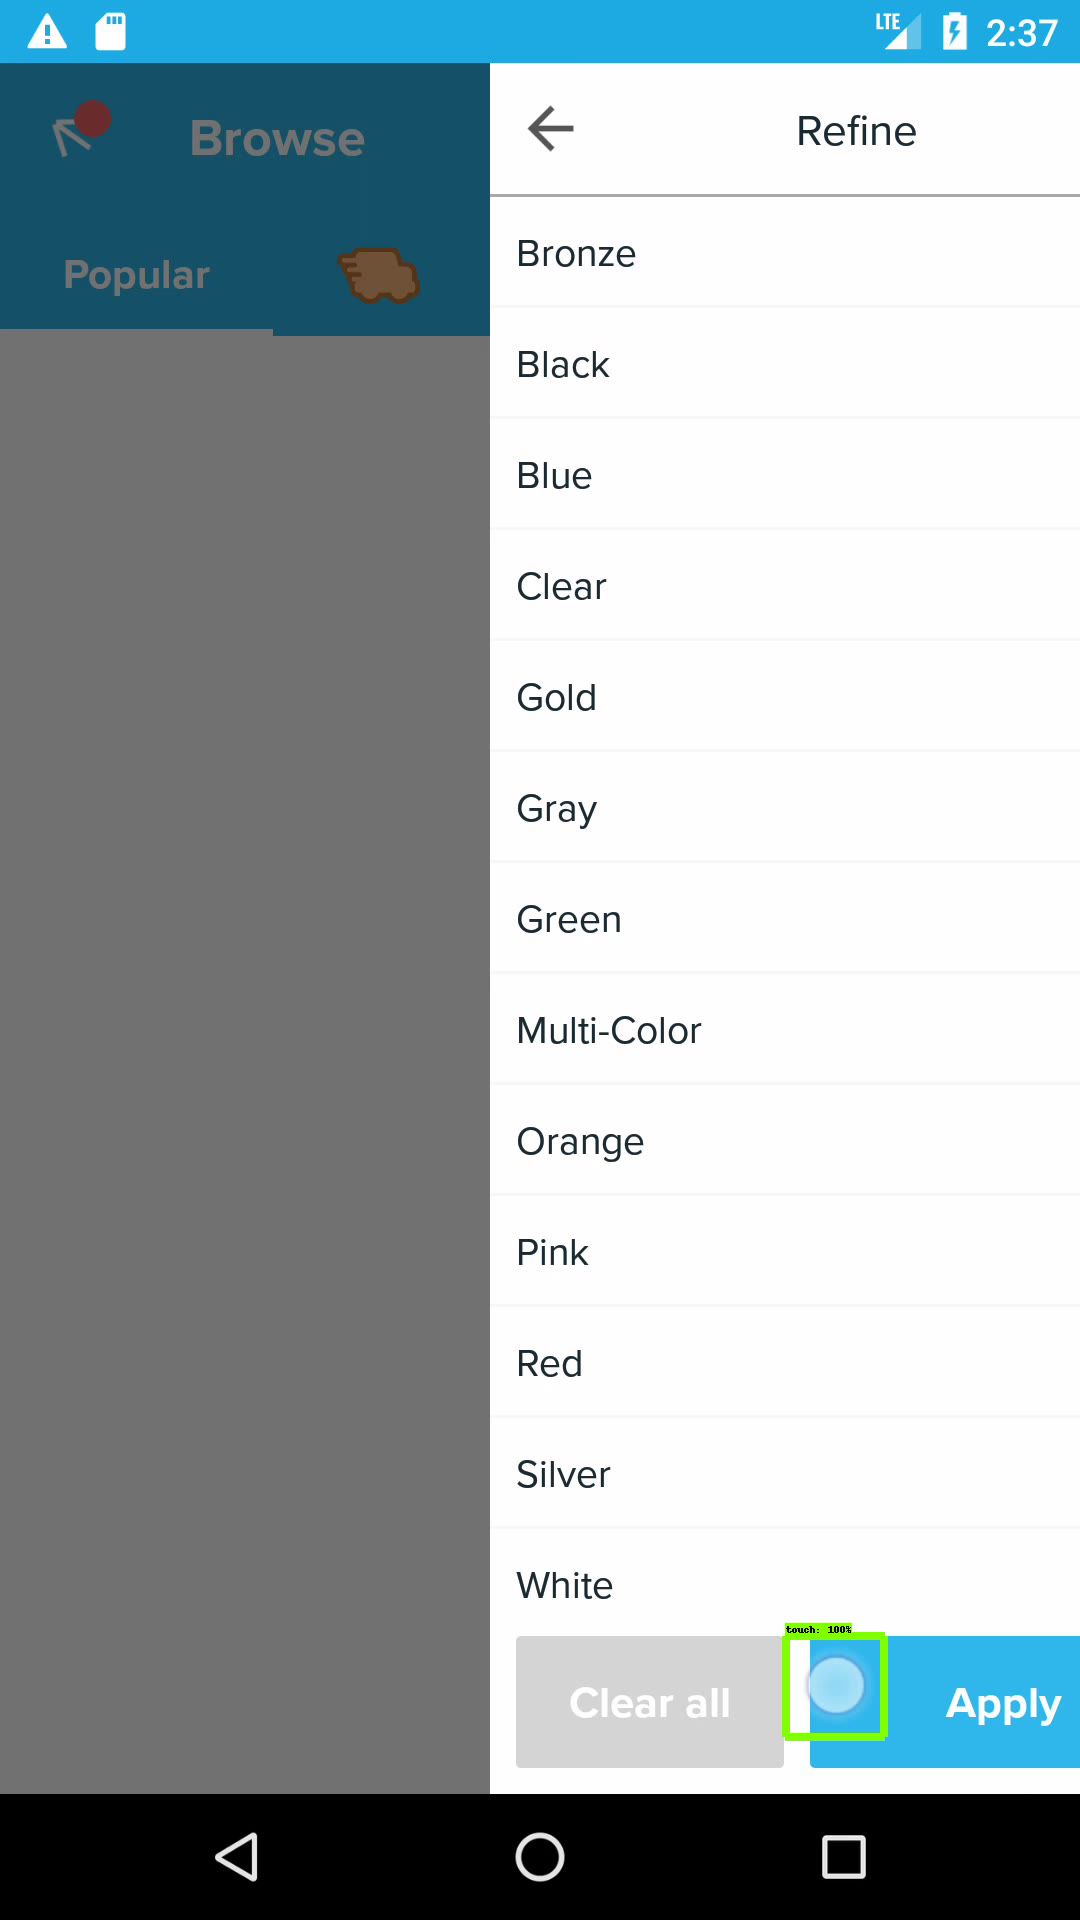 LTE 2:37
Browse
Refine
Popular
Bronze
Black
Blue
Clear
Gold
Gray
Green
Multi-Color
Orange
Pink
Red
Silver
White
touch: 100%
Clear all
Apply